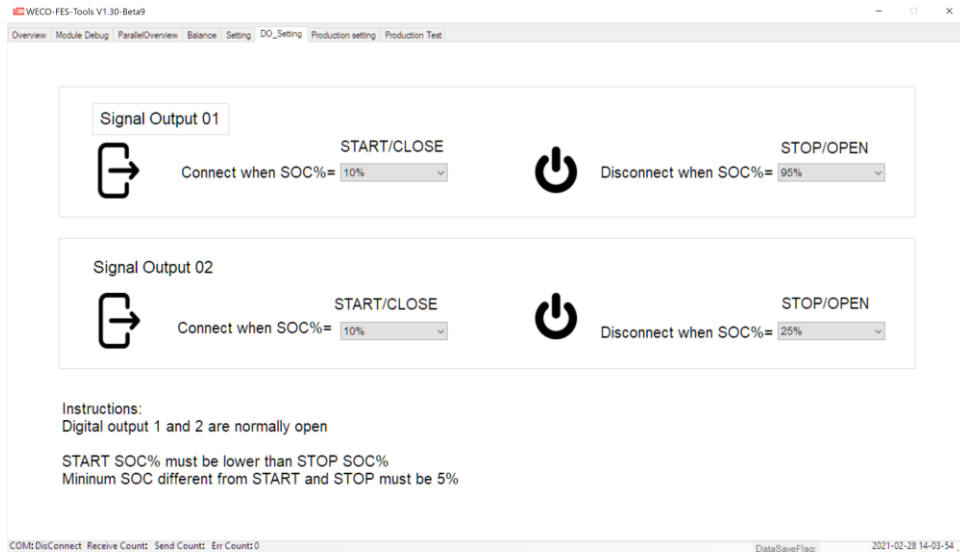 WECO-FES-Tools V1.30-Beta9
Overview Module Debug ParallelOverview Balance Setting DO_Setting Production setting Production Test
Signal Output 01
START/CLOSE
Connect when SOC%= 10%
STOP/OPEN
Disconnect when SOC%= 95%
Signal Output 02
START/CLOSE
Connect when SOC%= 10%
STOP/OPEN
Disconnect when SOC%= 25%
Instructions:
Digital output 1 and 2 are normally open
START SOC% must be lower than STOP SOC%
Mininum SOC different from START and STOP must be 5%
COM: DisConnect Receive Count: Send Count: Err Count: 0 DataSaveFlag: 2021-02-28 14-03-54